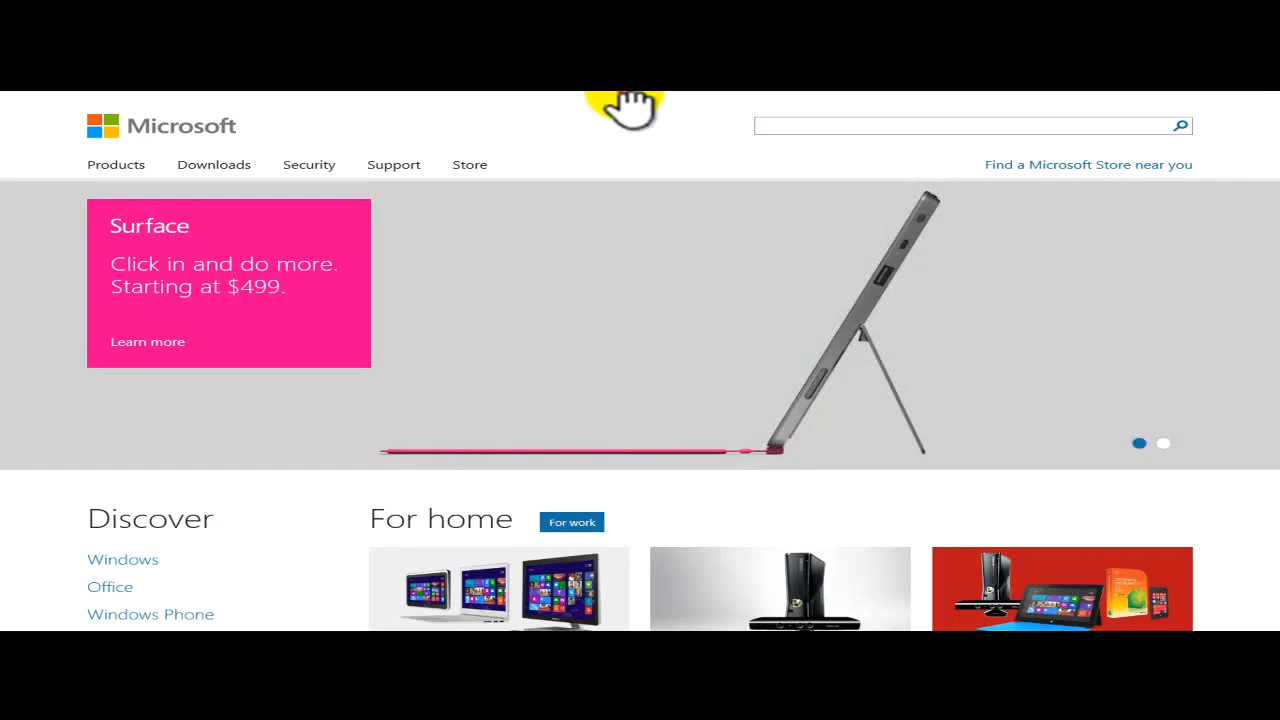 Microsoft
Products Downloads Security Support Store
Find a Microsoft Store near you
Surface
Click in and do more.
Starting at $499.
Learn more
Discover
Windows
Office
Windows Phone
For home
For work